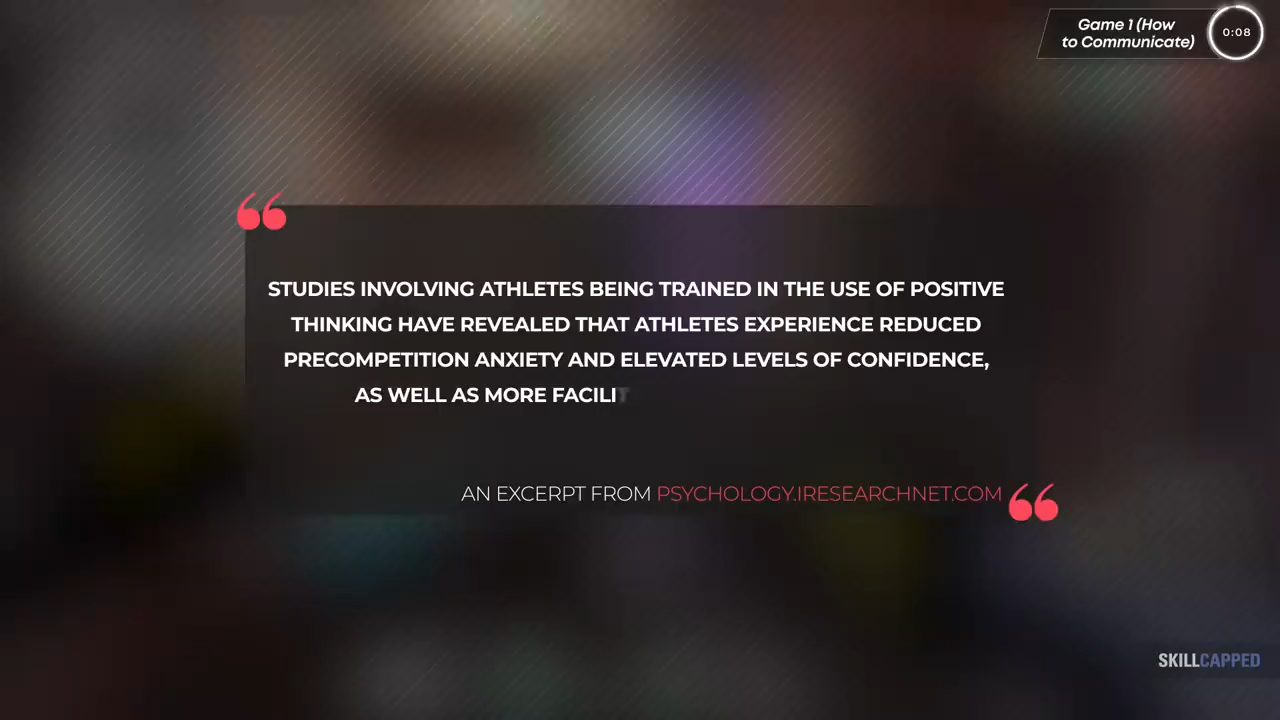 Game 1 (How
to Communicate)
0:08
STUDIES INVOLVING ATHLETES BEING TRAINED IN THE USE OF POSITIVE
THINKING HAVE REVEALED THAT ATHLETES EXPERIENCE REDUCED
PRECOMPETITION ANXIETY AND ELEVATED LEVELS OF CONFIDENCE,
AS WELL AS MORE FACILIT
AN EXCERPT FROM PSYCHOLOGY.IRESEARCHNET.COM
SKILLCAPPED